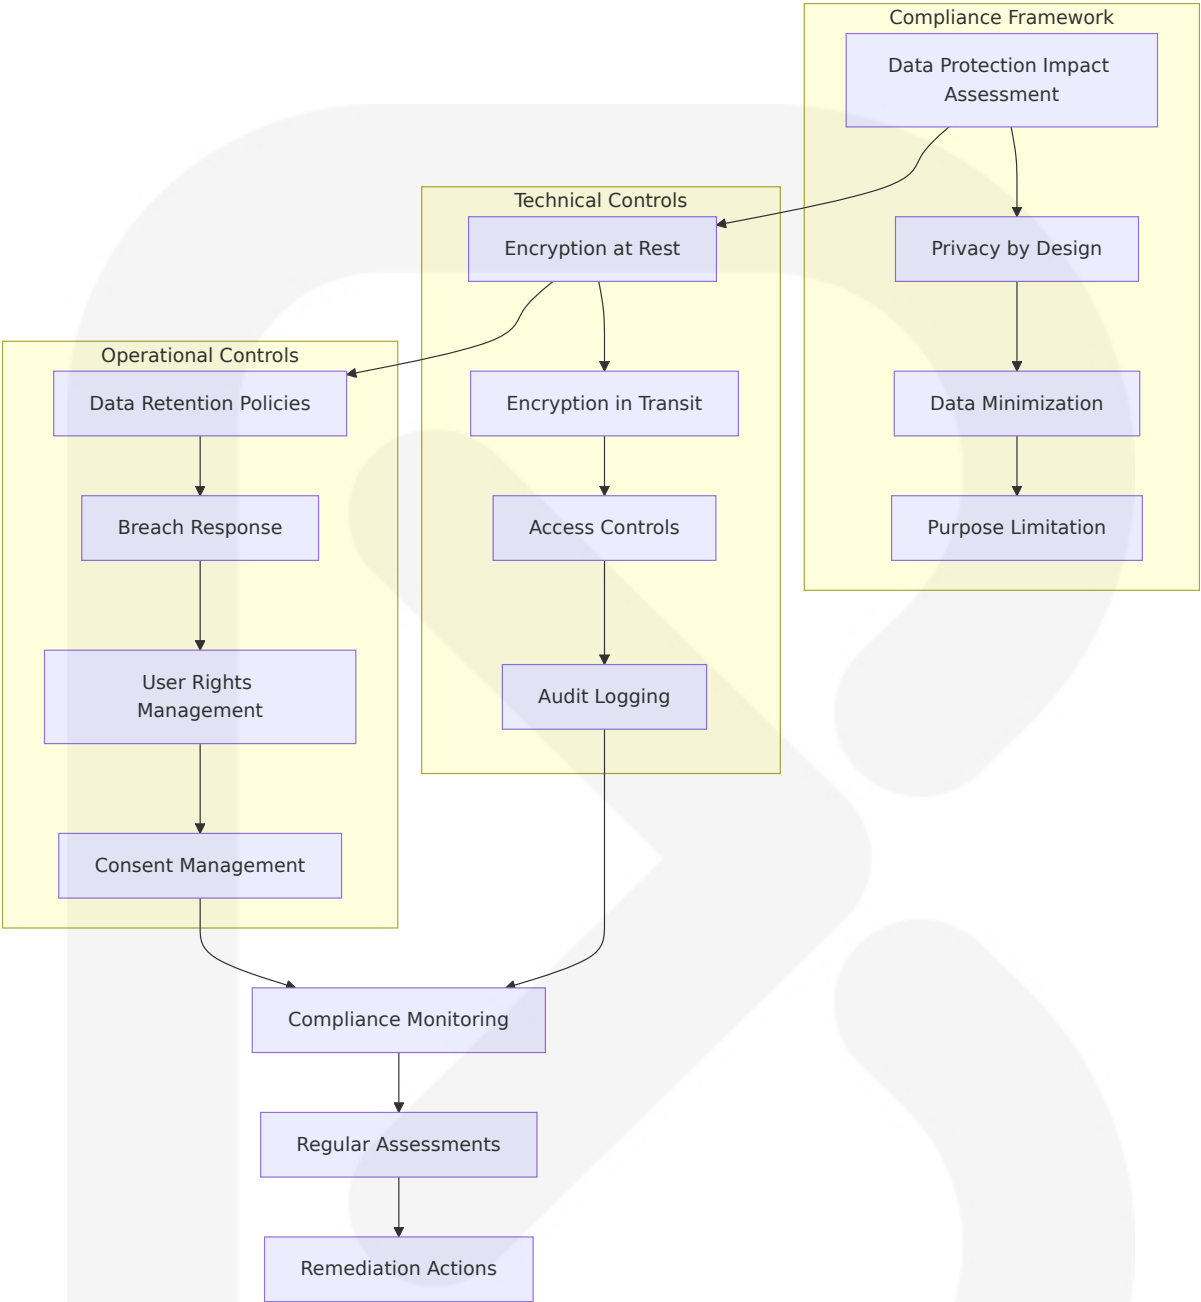 Compliance Framework
Data Protection Impact
Assessment
Technical Controls
Encryption at Rest
Privacy by Design
Operational Controls
Data Retention Policies
Encryption in Transit
Data Minimization
Breach Response
Access Controls
Purpose Limitation
User Rights
Management
Audit Logging
Consent Management
Compliance Monitoring
Regular Assessments
Remediation Actions